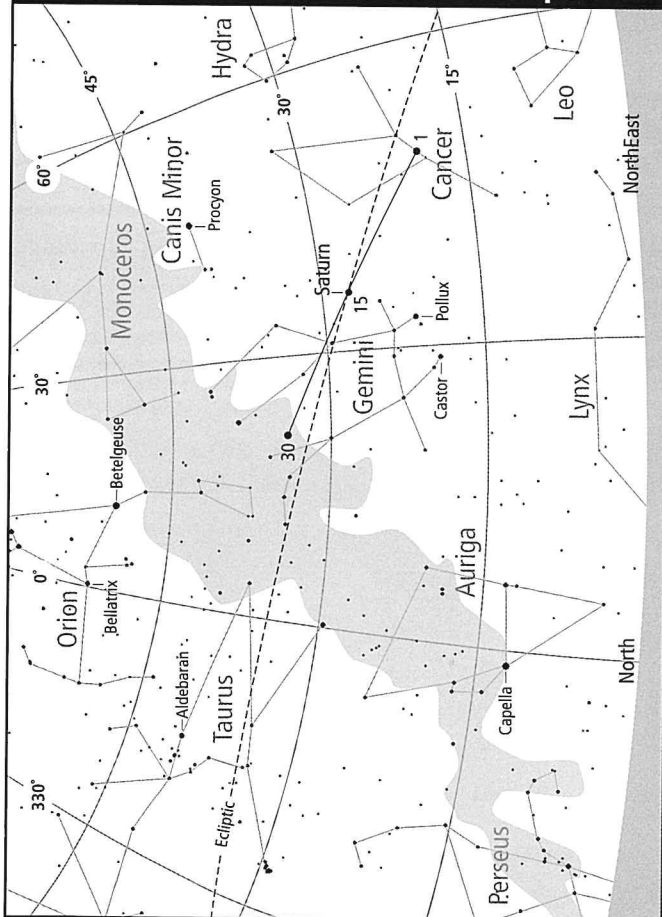 Hydra
45°
30°
15°
Leo
60°
Canis Minor
Procyon
1
Cancer
NorthEast
Monoceros
Saturn
15
Pollux
30°
Gemini
Castor
Lynx
Betelgeuse
30
0°
Orion
Bellatrix
Auriga
North
Aldebaran
Taurus
Capella
330°
Ecliptic
Perseus